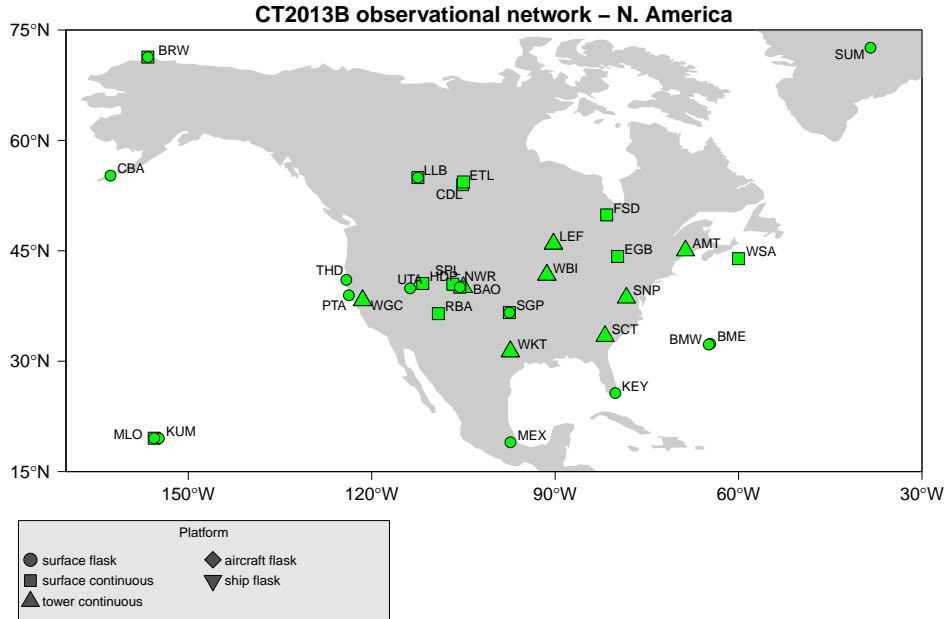 CT2013B observational network – N. America
75°N
60°N
45°N
30°N
15°N
BRW
SUM
CBA
LLB
ETL
CDL
FSD
LEF
EGB
AMT
WSA
THD
UTA
SPL
HDP
NWR
WBI
BAO
SNP
PTA
WGC
RBA
SGP
SCT
BMW
BME
WKT
KEY
MLO
KUM
MEX
150°W
120°W
90°W
60°W
30°W
Platform
surface flask
aircraft flask
surface continuous
ship flask
tower continuous